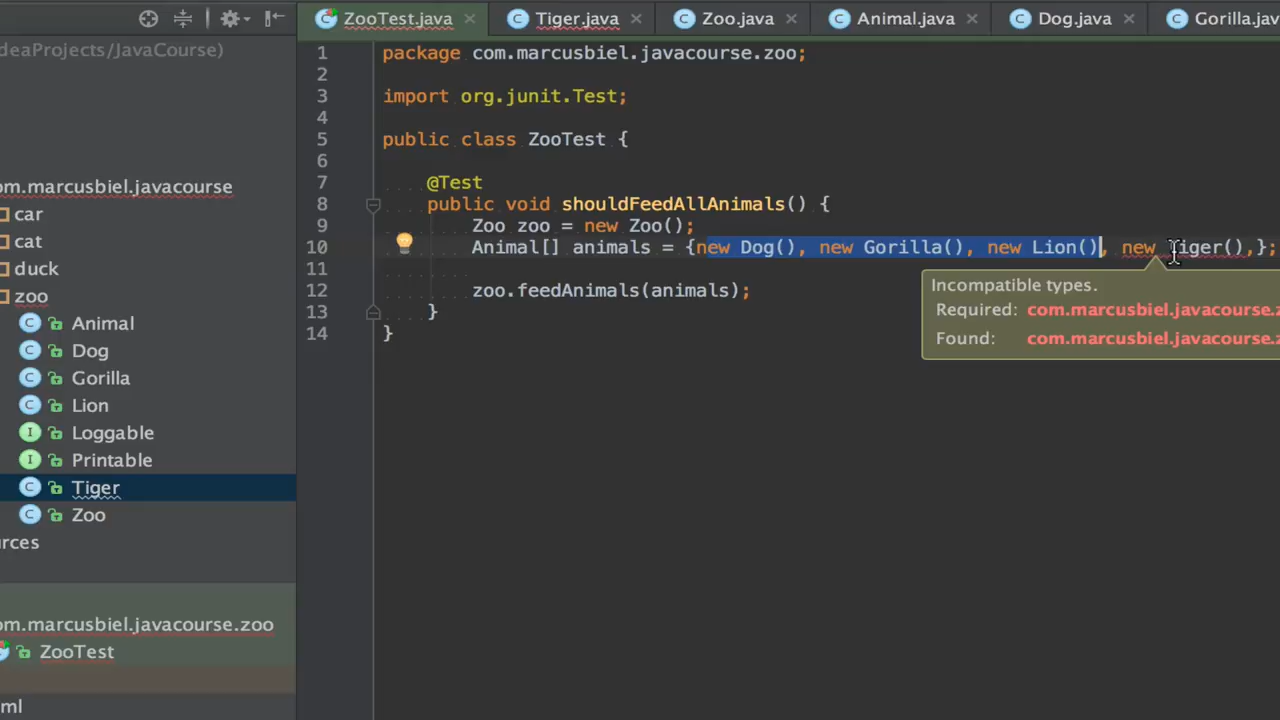 ZooTest.java Tiger.java Zoo.java Animal.java Dog.java Gorilla.jav
deaProjects/JavaCourse)
1 package com.marcusbiel.javacourse.zoo;
2
3 import org.junit.Test;
4
5 public class ZooTest {
6
7 @Test
8 public void shouldFeedAllAnimals() {
9 Zoo zoo = new Zoo();
10 Animal[] animals = {new Dog(), new Gorilla(), new Lion(), new Tiger(),};
11
12 zoo.feedAnimals(animals);
13 }
14 }
Incompatible types.
Required: com.marcusbiel.javacourse.z
Found: com.marcusbiel.javacourse.z
om.marcusbiel.javacourse
car
cat
duck
zoo
C Animal
C Dog
C Gorilla
C Lion
I Loggable
I Printable
C Tiger
C Zoo
urces
om.marcusbiel.javacourse.zoo
ZooTest
ml